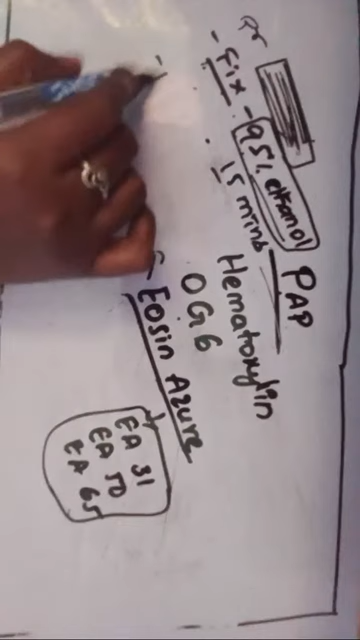 PAP
- Fix - 95% ethanol
15 mins
Hematoxylin
OG 6
Eosin Azure
EA 31
EA 50
EA 65